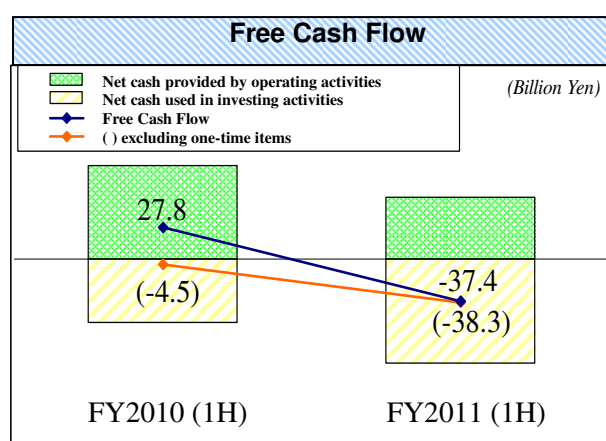 Free Cash Flow
(Billion Yen)
Net cash provided by operating activities
Net cash used in investing activities
Free Cash Flow
( ) excluding one-time items
27.8
(-4.5)
-37.4
(-38.3)
FY2010 (1H)
FY2011 (1H)